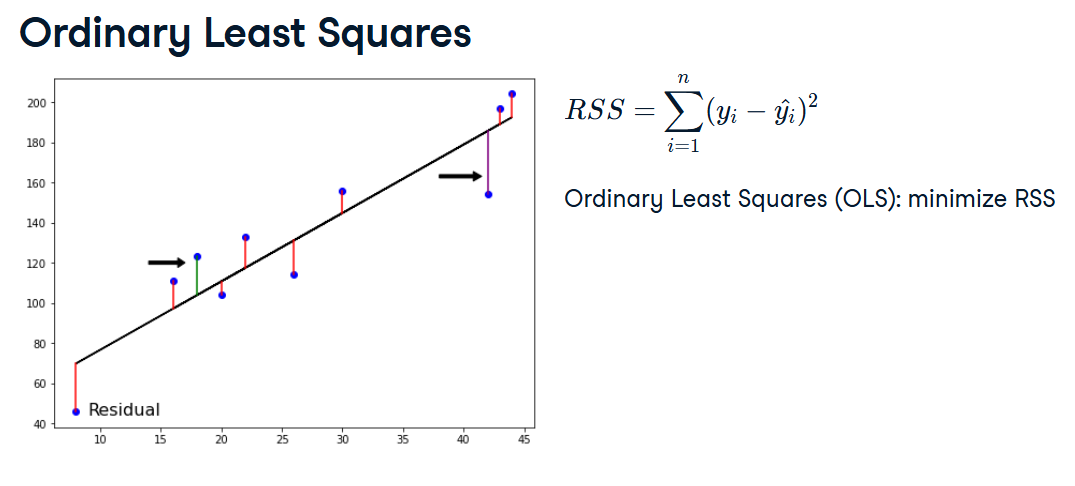 Ordinary Least Squares
200
180
160
140
120
100
80
60
40
Residual
10 15 20 25 30 35 40 45
RSS = \sum_{i=1}^{n} (y_i - \hat{y}_i)^2
Ordinary Least Squares (OLS): minimize RSS